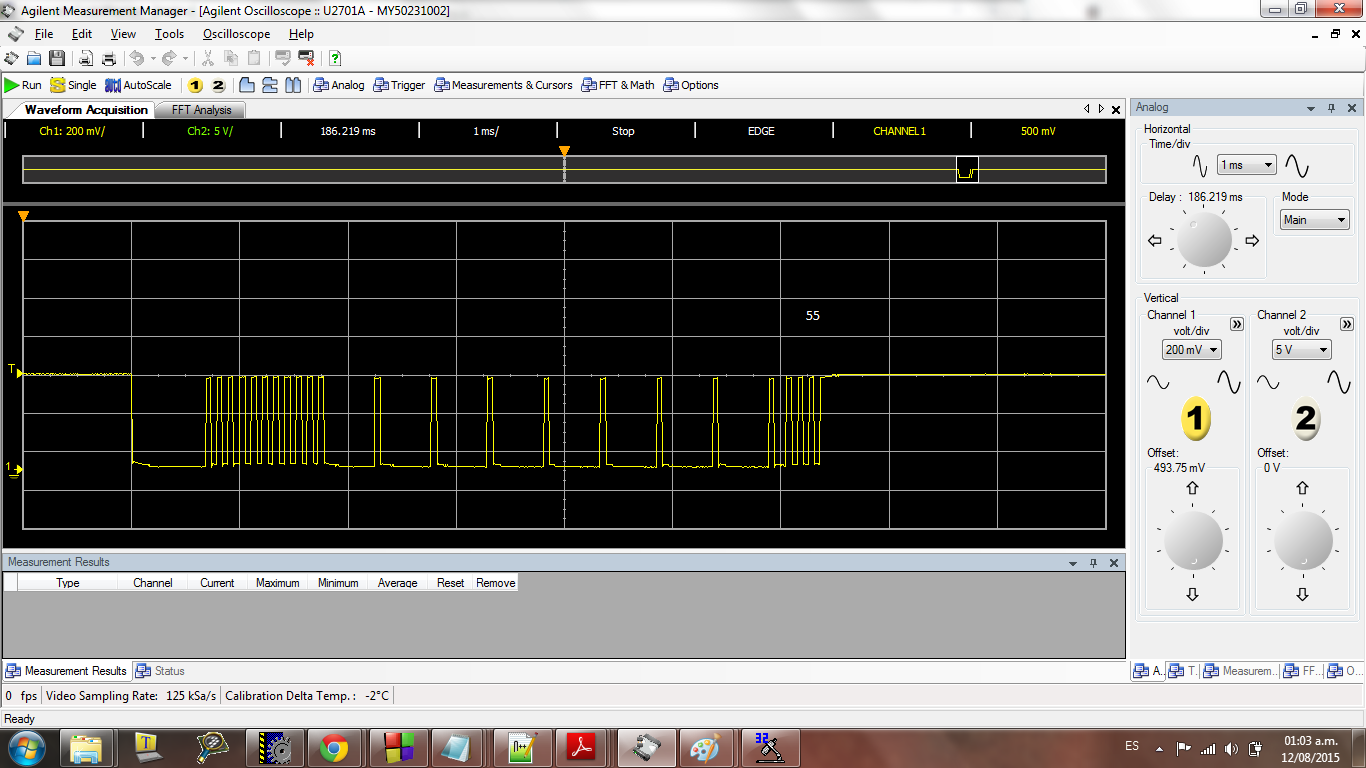 Agilent Measurement Manager - [Agilent Oscilloscope :: U2701A - MY50231002]
File Edit View Tools Oscilloscope Help
Run Single AutoScale 1 2 Analog Trigger Measurements & Cursors FFT & Math Options
Waveform Acquisition FFT Analysis
Ch1: 200 mV/ Ch2: 5 V/ 186.219 ms 1 ms/ Stop EDGE CHANNEL1 500 mV
55
T
1
Analog
Horizontal
Time/div
1 ms
Delay : 186.219 ms
Mode
Main
Vertical
Channel 1 Channel 2
volt/div volt/div
200 mV 5 V
1 2
Offset: Offset:
493.75 mV 0 V
Measurement Results
Type Channel Current Maximum Minimum Average Reset Remove
Measurement Results Status
A.. T.. Measurem... FF... O...
0 fps Video Sampling Rate: 125 kSa/s Calibration Delta Temp. : -2°C
Ready
T
n++
32
ES
01:03 a.m.
12/08/2015